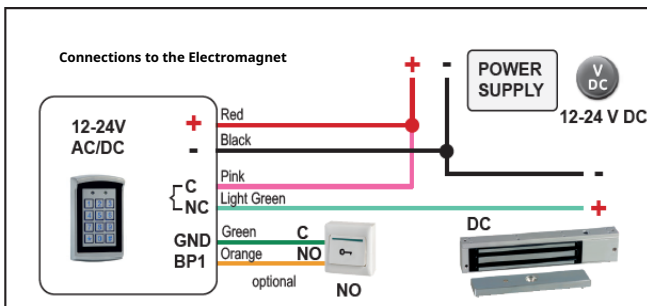 Connections to the Electromagnet
+ -
POWER
SUPPLY
V
DC
12-24 V DC
12-24V
AC/DC
+
Red
-
Black
C
Pink
NC
Light Green
-
+
GND
Green
C
BP1
Orange
NO
optional
NO
DC